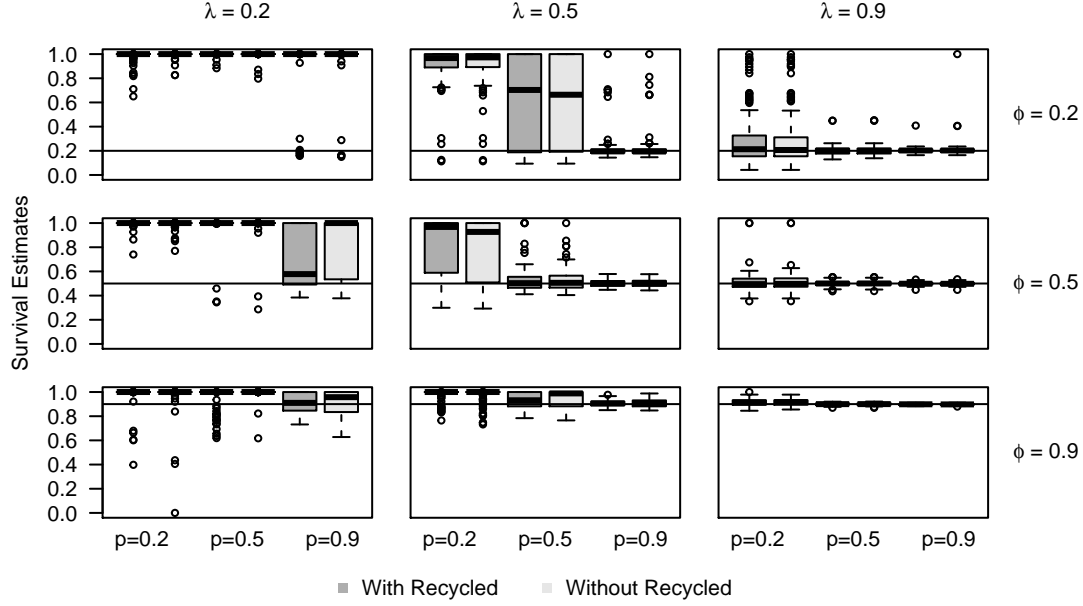 λ = 0.2
λ = 0.5
λ = 0.9
Survival Estimates
1.0
0.8
0.6
0.4
0.2
0.0
ϕ = 0.2
1.0
0.8
0.6
0.4
0.2
0.0
ϕ = 0.5
1.0
0.8
0.6
0.4
0.2
0.0
ϕ = 0.9
p=0.2 p=0.5 p=0.9
p=0.2 p=0.5 p=0.9
p=0.2 p=0.5 p=0.9
With Recycled
Without Recycled